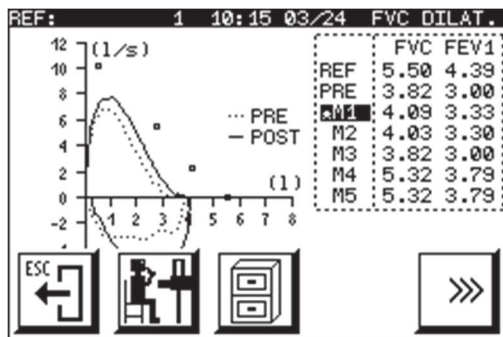 REF: 1 10:15 03/24 FVC DILAT.
12 (l/s)
10
8
6
4
2
0
-2
1 2 3 4 5 6 7 8
(l)
PRE
POST
FVC FEV1
REF 5.50 4.39
PRE 3.82 3.00
*M1 4.09 3.33
M2 4.03 3.30
M3 3.82 3.00
M4 5.32 3.79
M5 5.32 3.79
ESC
>>>